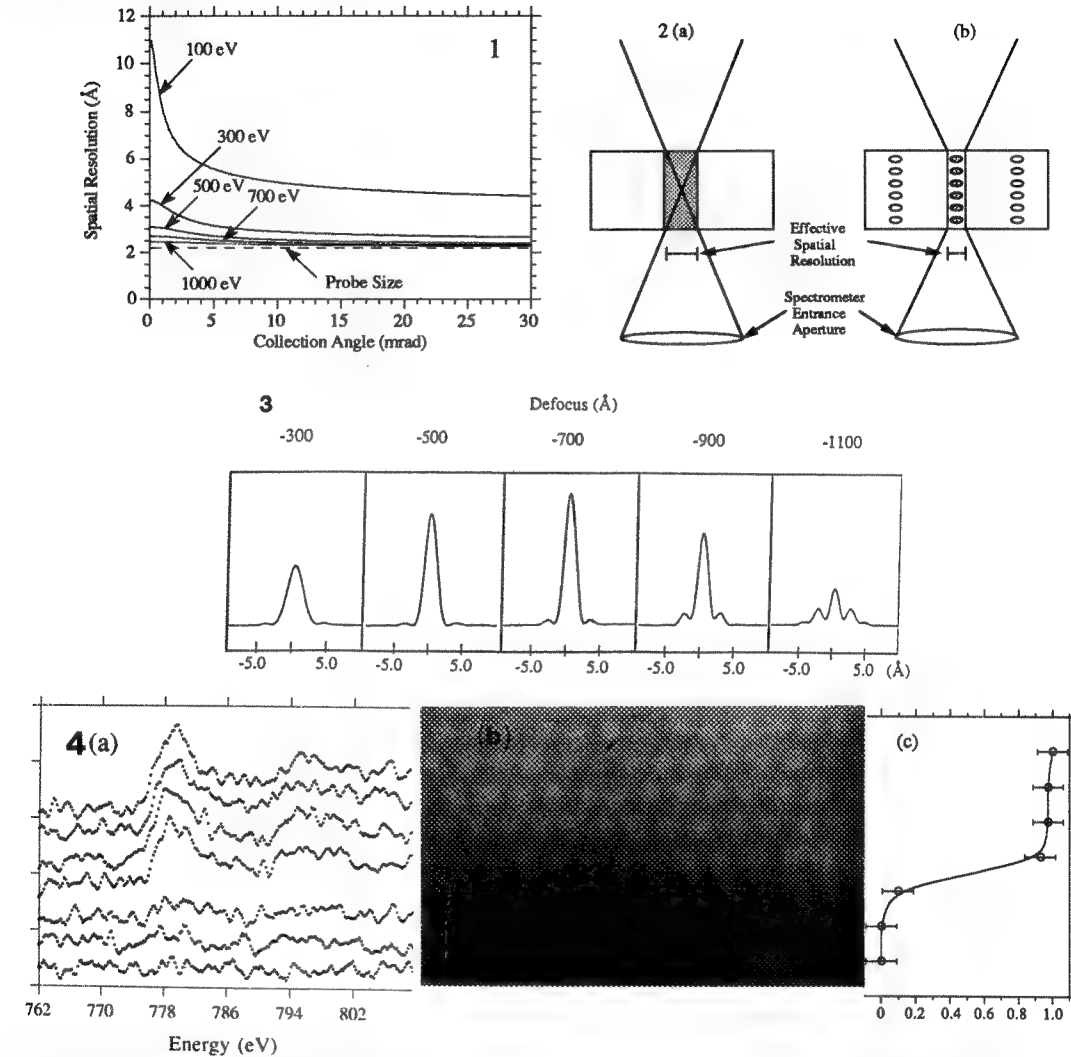 12
10
8
6
4
2
0
Spatial Resolution (Å)
1
100 eV
300 eV
500 eV
700 eV
1000 eV
Probe Size
0 5 10 15 20 25 30
Collection Angle (mrad)
2 (a) (b)
Effective
Spatial
Resolution
Spectrometer
Entrance
Aperture
3
Defocus (Å)
-300 -500 -700 -900 -1100
-5.0 5.0 -5.0 5.0 -5.0 5.0 -5.0 5.0 -5.0 5.0 (Å)
4 (a) (b) (c)
762 770 778 786 794 802
Energy (eV)
0 0.2 0.4 0.6 0.8 1.0